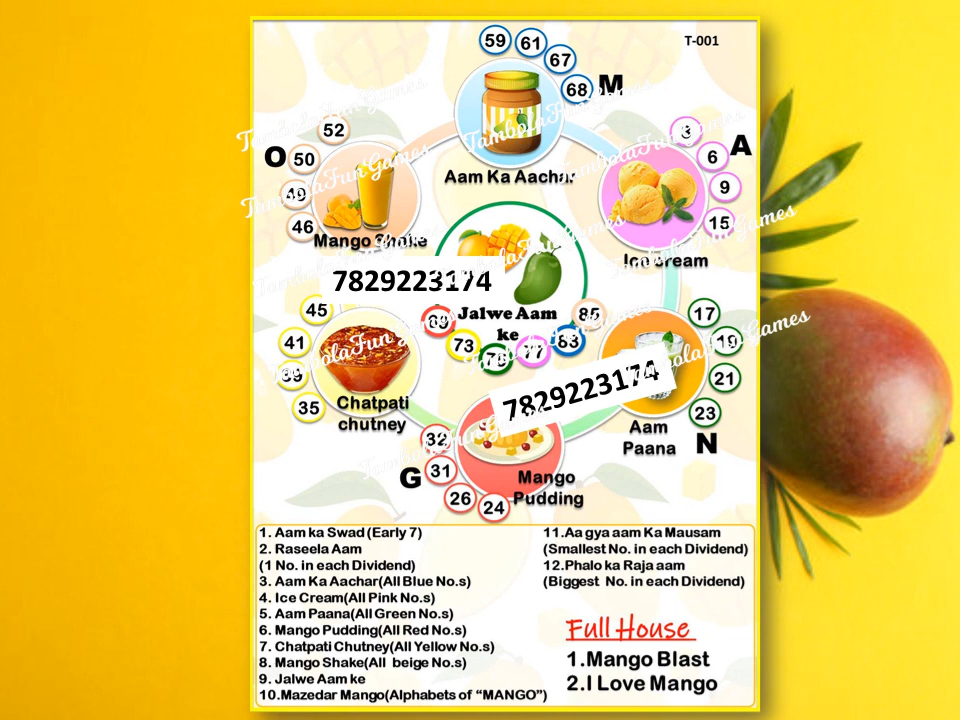 T-001
59 61 67 68 M
Aam Ka Aachar
52 50 49 46 O
Mango Shake
3 6 9 15 A
Ice Cream
7829223174
Jalwe Aam
ke
69 73 77 83 85
45 41 39 35
Chatpati
chutney
17 19 21 23 N
Aam
Paana
7829223174
32 31 26 24 G
Mango
Pudding
1. Aam ka Swad (Early 7)
2. Raseela Aam
(1 No. in each Dividend)
3. Aam Ka Aachar(All Blue No.s)
4. Ice Cream(All Pink No.s)
5. Aam Paana(All Green No.s)
6. Mango Pudding(All Red No.s)
7. Chatpati Chutney(All Yellow No.s)
8. Mango Shake(All beige No.s)
9. Jalwe Aam ke
10.Mazedar Mango(Alphabets of “MANGO”)
11.Aa gya aam Ka Mausam
(Smallest No. in each Dividend)
12.Phalo ka Raja aam
(Biggest No. in each Dividend)
Full House
1.Mango Blast
2.I Love Mango
TambolaFunGames
TambolaFunGames
TambolaFunGames
TambolaFunGames